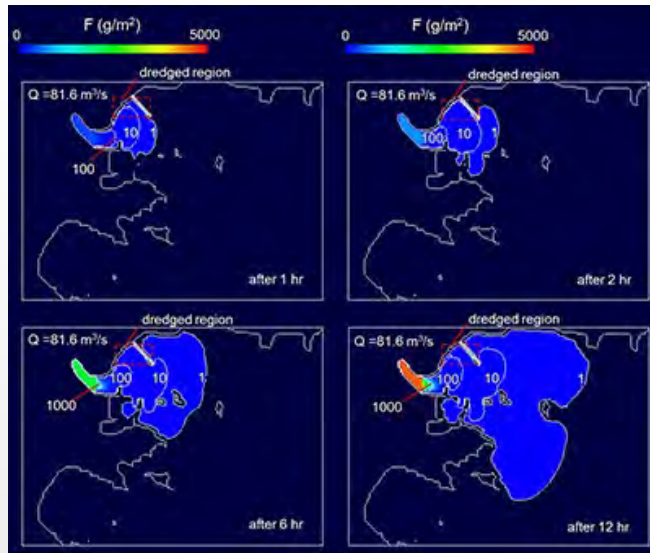 F (g/m²)
0 5000
F (g/m²)
0 5000
dredged region
Q =81.6 m³/s
10 1
100
after 1 hr
dredged region
Q =81.6 m³/s
100 10 1
after 2 hr
dredged region
Q =81.6 m³/s
100 10 1
1000
after 6 hr
dredged region
Q =81.6 m³/s
100 10 1
1000
after 12 hr